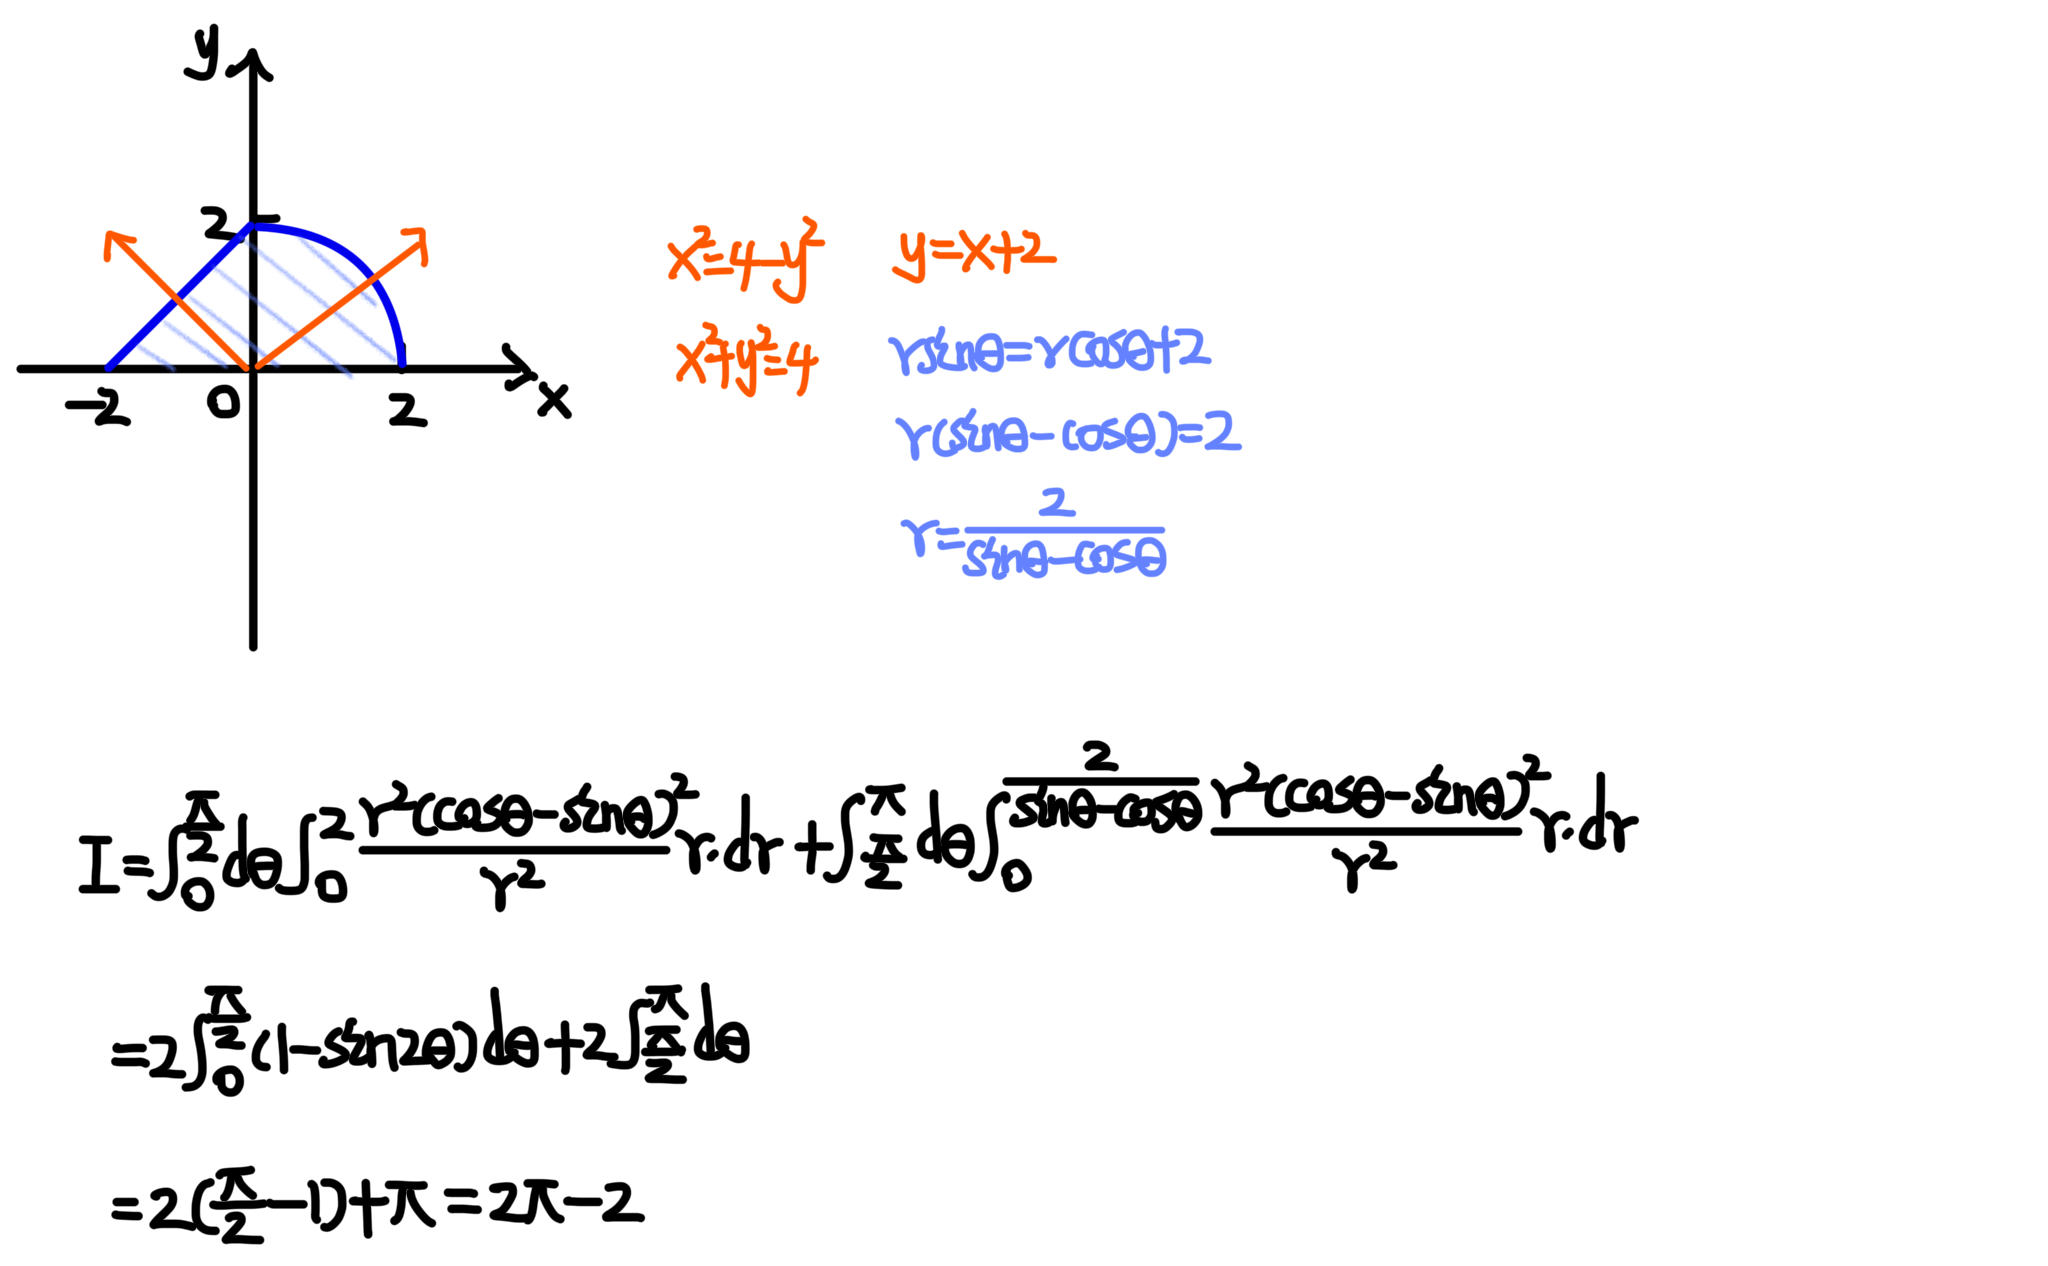 y
2
-2 0 2 x
x²=4-y² y=x+2
x²+y²=4 rsinθ=rcosθ+2
r(sinθ-cosθ)=2
r=2/(sinθ-cosθ)
I=∫₀^(π/2)dθ∫₀^2 r²(cosθ-sinθ)²/r² r·dr+∫_(π/2)^π dθ∫₀^(2/(sinθ-cosθ)) r²(cosθ-sinθ)²/r² r·dr
=2∫₀^(π/2)(1-sin2θ)dθ+2∫_(π/2)^π dθ
=2(π/2-1)+π=2π-2